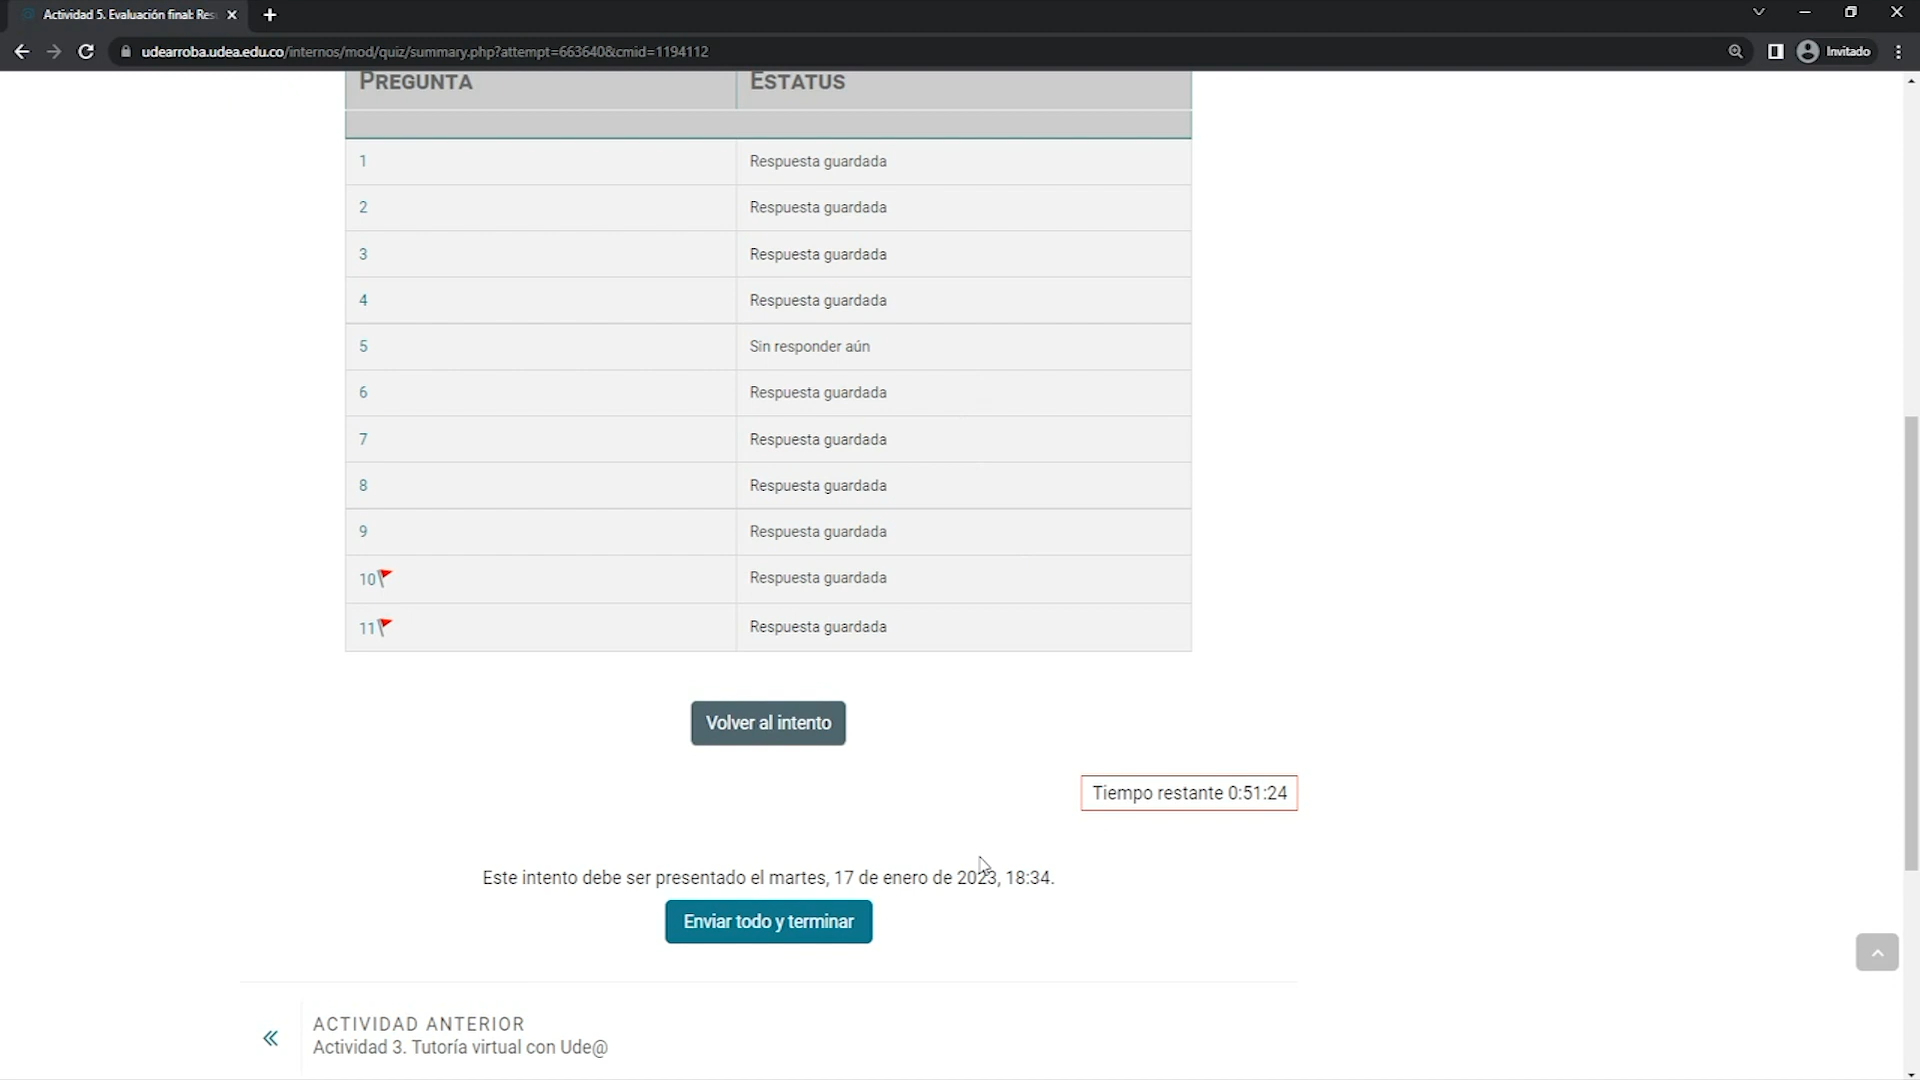 Actividad 5. Evaluación final: Res
udearroba.udea.edu.co/internos/mod/quiz/summary.php?attempt=663640&cmid=1194112
Invitado
PREGUNTA ESTATUS
1 Respuesta guardada
2 Respuesta guardada
3 Respuesta guardada
4 Respuesta guardada
5 Sin responder aún
6 Respuesta guardada
7 Respuesta guardada
8 Respuesta guardada
9 Respuesta guardada
10 Respuesta guardada
11 Respuesta guardada
Volver al intento
Tiempo restante 0:51:24
Este intento debe ser presentado el martes, 17 de enero de 2023, 18:34.
Enviar todo y terminar
ACTIVIDAD ANTERIOR
Actividad 3. Tutoría virtual con Ude@